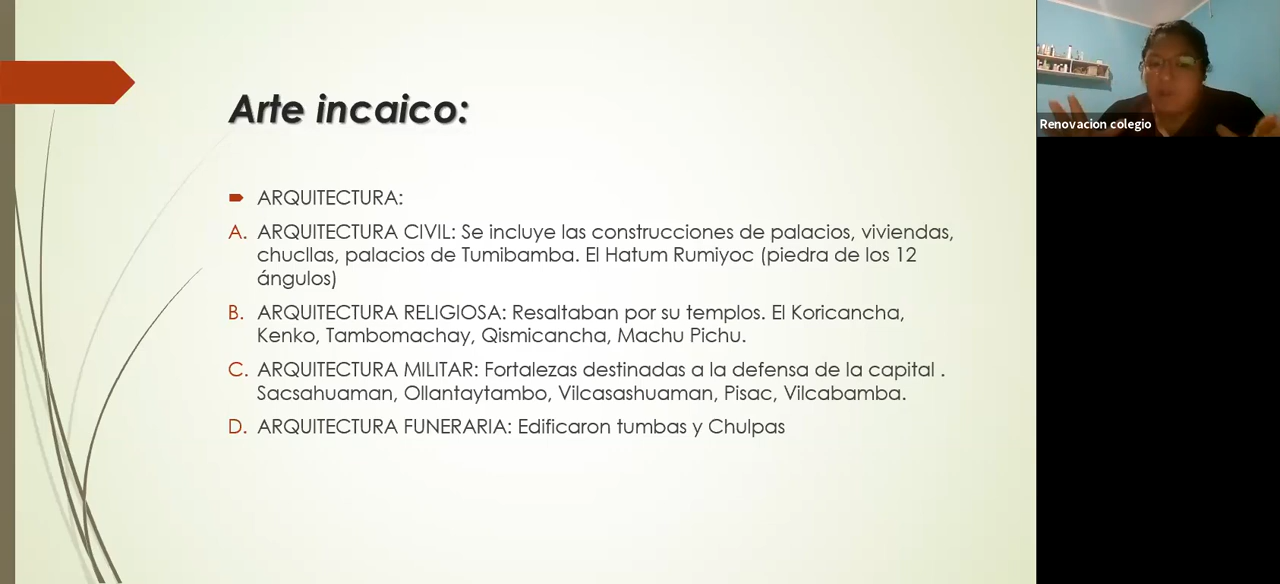 Arte incaico:
ARQUITECTURA:
A. ARQUITECTURA CIVIL: Se incluye las construcciones de palacios, viviendas,
chucllas, palacios de Tumibamba. El Hatum Rumiyoc (piedra de los 12
ángulos)
B. ARQUITECTURA RELIGIOSA: Resaltaban por su templos. El Koricancha,
Kenko, Tambomachay, Qismicancha, Machu Pichu.
C. ARQUITECTURA MILITAR: Fortalezas destinadas a la defensa de la capital .
Sacsahuaman, Ollantaytambo, Vilcasashuaman, Pisac, Vilcabamba.
D. ARQUITECTURA FUNERARIA: Edificaron tumbas y Chulpas
Renovacion colegio